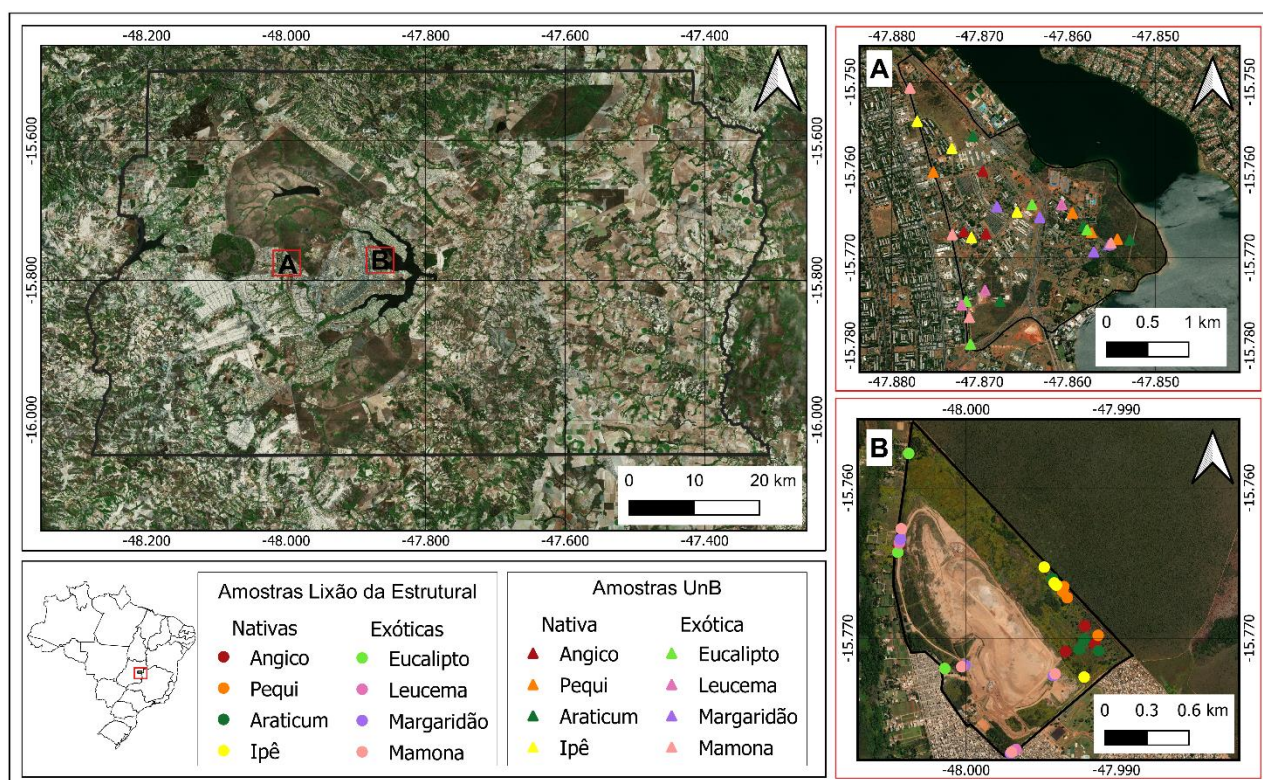 -48.200 -48.000 -47.800 -47.600 -47.400
-15.600 -15.600
-15.800 -15.800
-16.000 -16.000
A B
0 10 20 km
-48.200 -48.000 -47.800 -47.600 -47.400
-47.880 -47.870 -47.860 -47.850
A
-15.750 -15.750
-15.760 -15.760
-15.770 -15.770
-15.780 -15.780
0 0.5 1 km
-47.880 -47.870 -47.860 -47.850
-48.000 -47.990
B
-15.760 -15.760
-15.770 -15.770
0 0.3 0.6 km
-48.000 -47.990
Amostras Lixão da Estrutural
Nativas Exóticas
Angico Eucalipto
Pequi Leucema
Araticum Margaridão
Ipê Mamona
Amostras UnB
Nativa Exótica
Angico Eucalipto
Pequi Leucema
Araticum Margaridão
Ipê Mamona